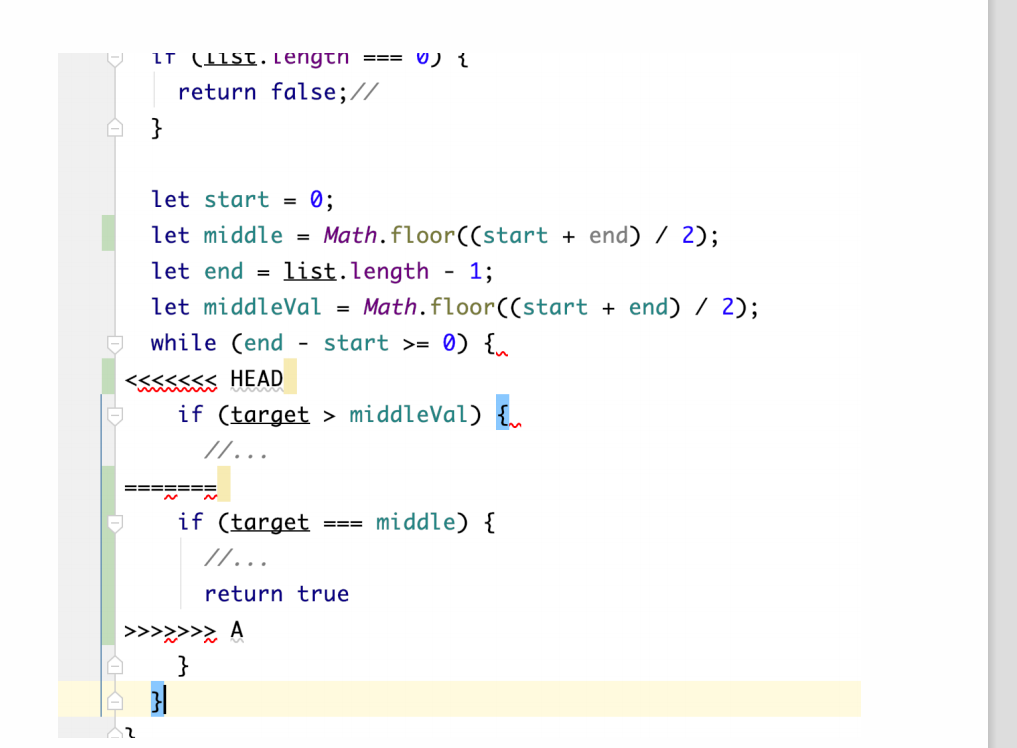 if (list.length === 0) {
return false;//
}
let start = 0;
let middle = Math.floor((start + end) / 2);
let end = list.length - 1;
let middleVal = Math.floor((start + end) / 2);
while (end - start >= 0) {
<<<<<<< HEAD
if (target > middleVal) {
//...
=======
if (target === middle) {
//...
return true
>>>>>>> A
}
}
}